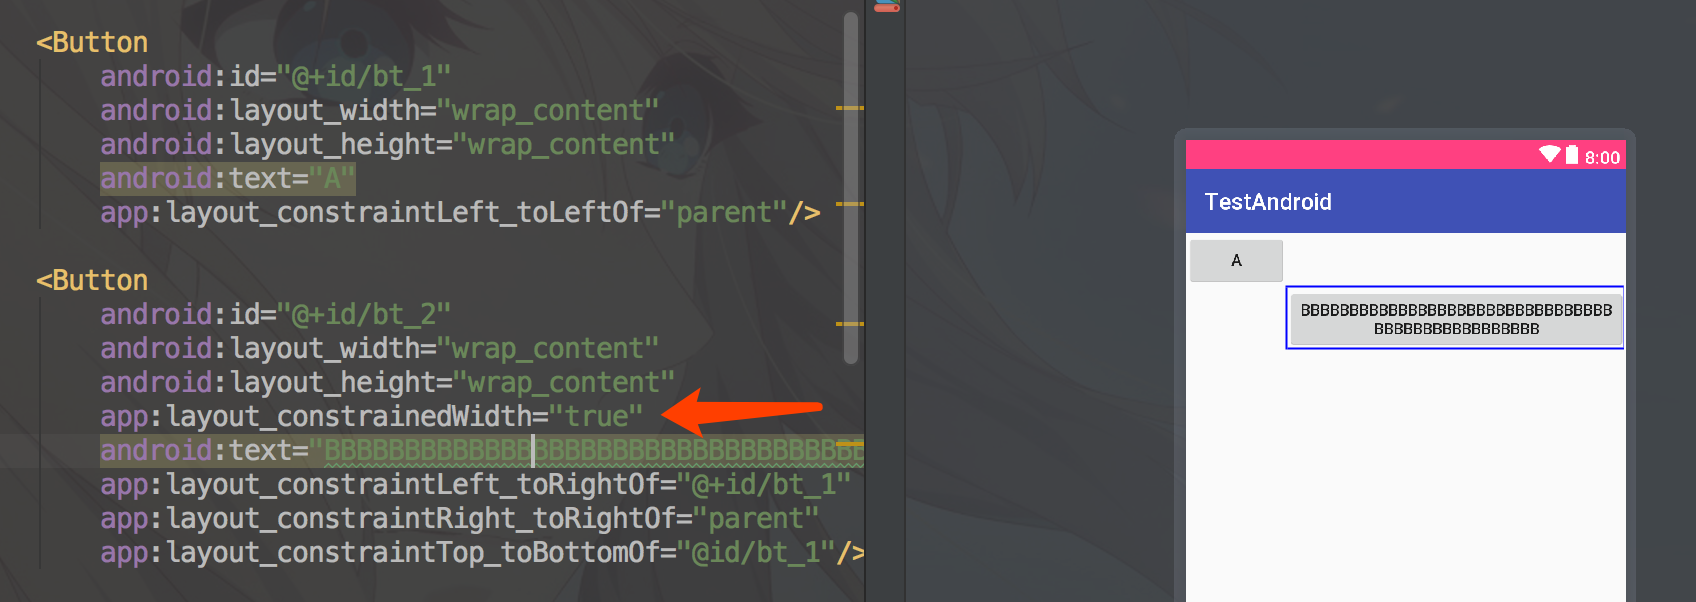 <Button
android:id="@+id/bt_1"
android:layout_width="wrap_content"
android:layout_height="wrap_content"
android:text="A"
app:layout_constraintLeft_toLeftOf="parent"/>
<Button
android:id="@+id/bt_2"
android:layout_width="wrap_content"
android:layout_height="wrap_content"
app:layout_constrainedWidth="true"
android:text="BBBBBBBBBBBBBBBBBBBBBBBBBBBBBBBBBB
app:layout_constraintLeft_toRightOf="@+id/bt_1"
app:layout_constraintRight_toRightOf="parent"
app:layout_constraintTop_toBottomOf="@id/bt_1"/>
8:00
TestAndroid
A
BBBBBBBBBBBBBBBBBBBBBBBBBBBBBBBB
BBBBBBBBBBBBBBBBB